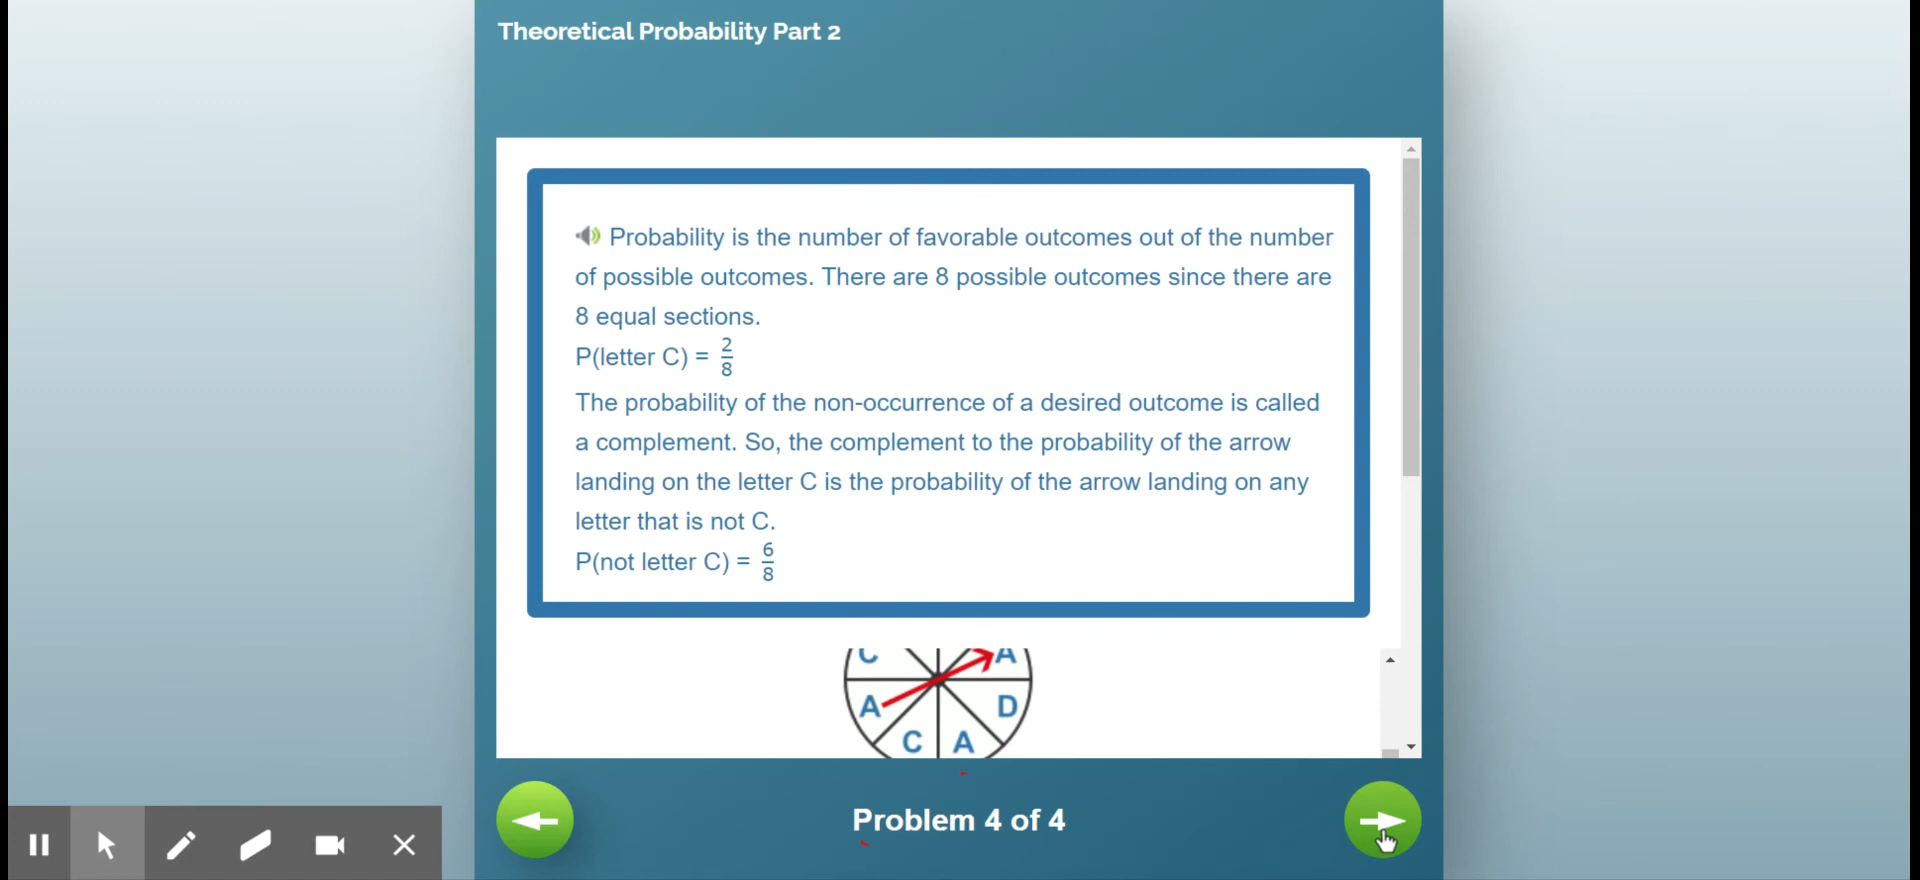 Theoretical Probability Part 2
Probability is the number of favorable outcomes out of the number
of possible outcomes. There are 8 possible outcomes since there are
8 equal sections.
P(letter C) = 2/8
The probability of the non-occurrence of a desired outcome is called
a complement. So, the complement to the probability of the arrow
landing on the letter C is the probability of the arrow landing on any
letter that is not C.
P(not letter C) = 6/8
C A
A D
C A
Problem 4 of 4